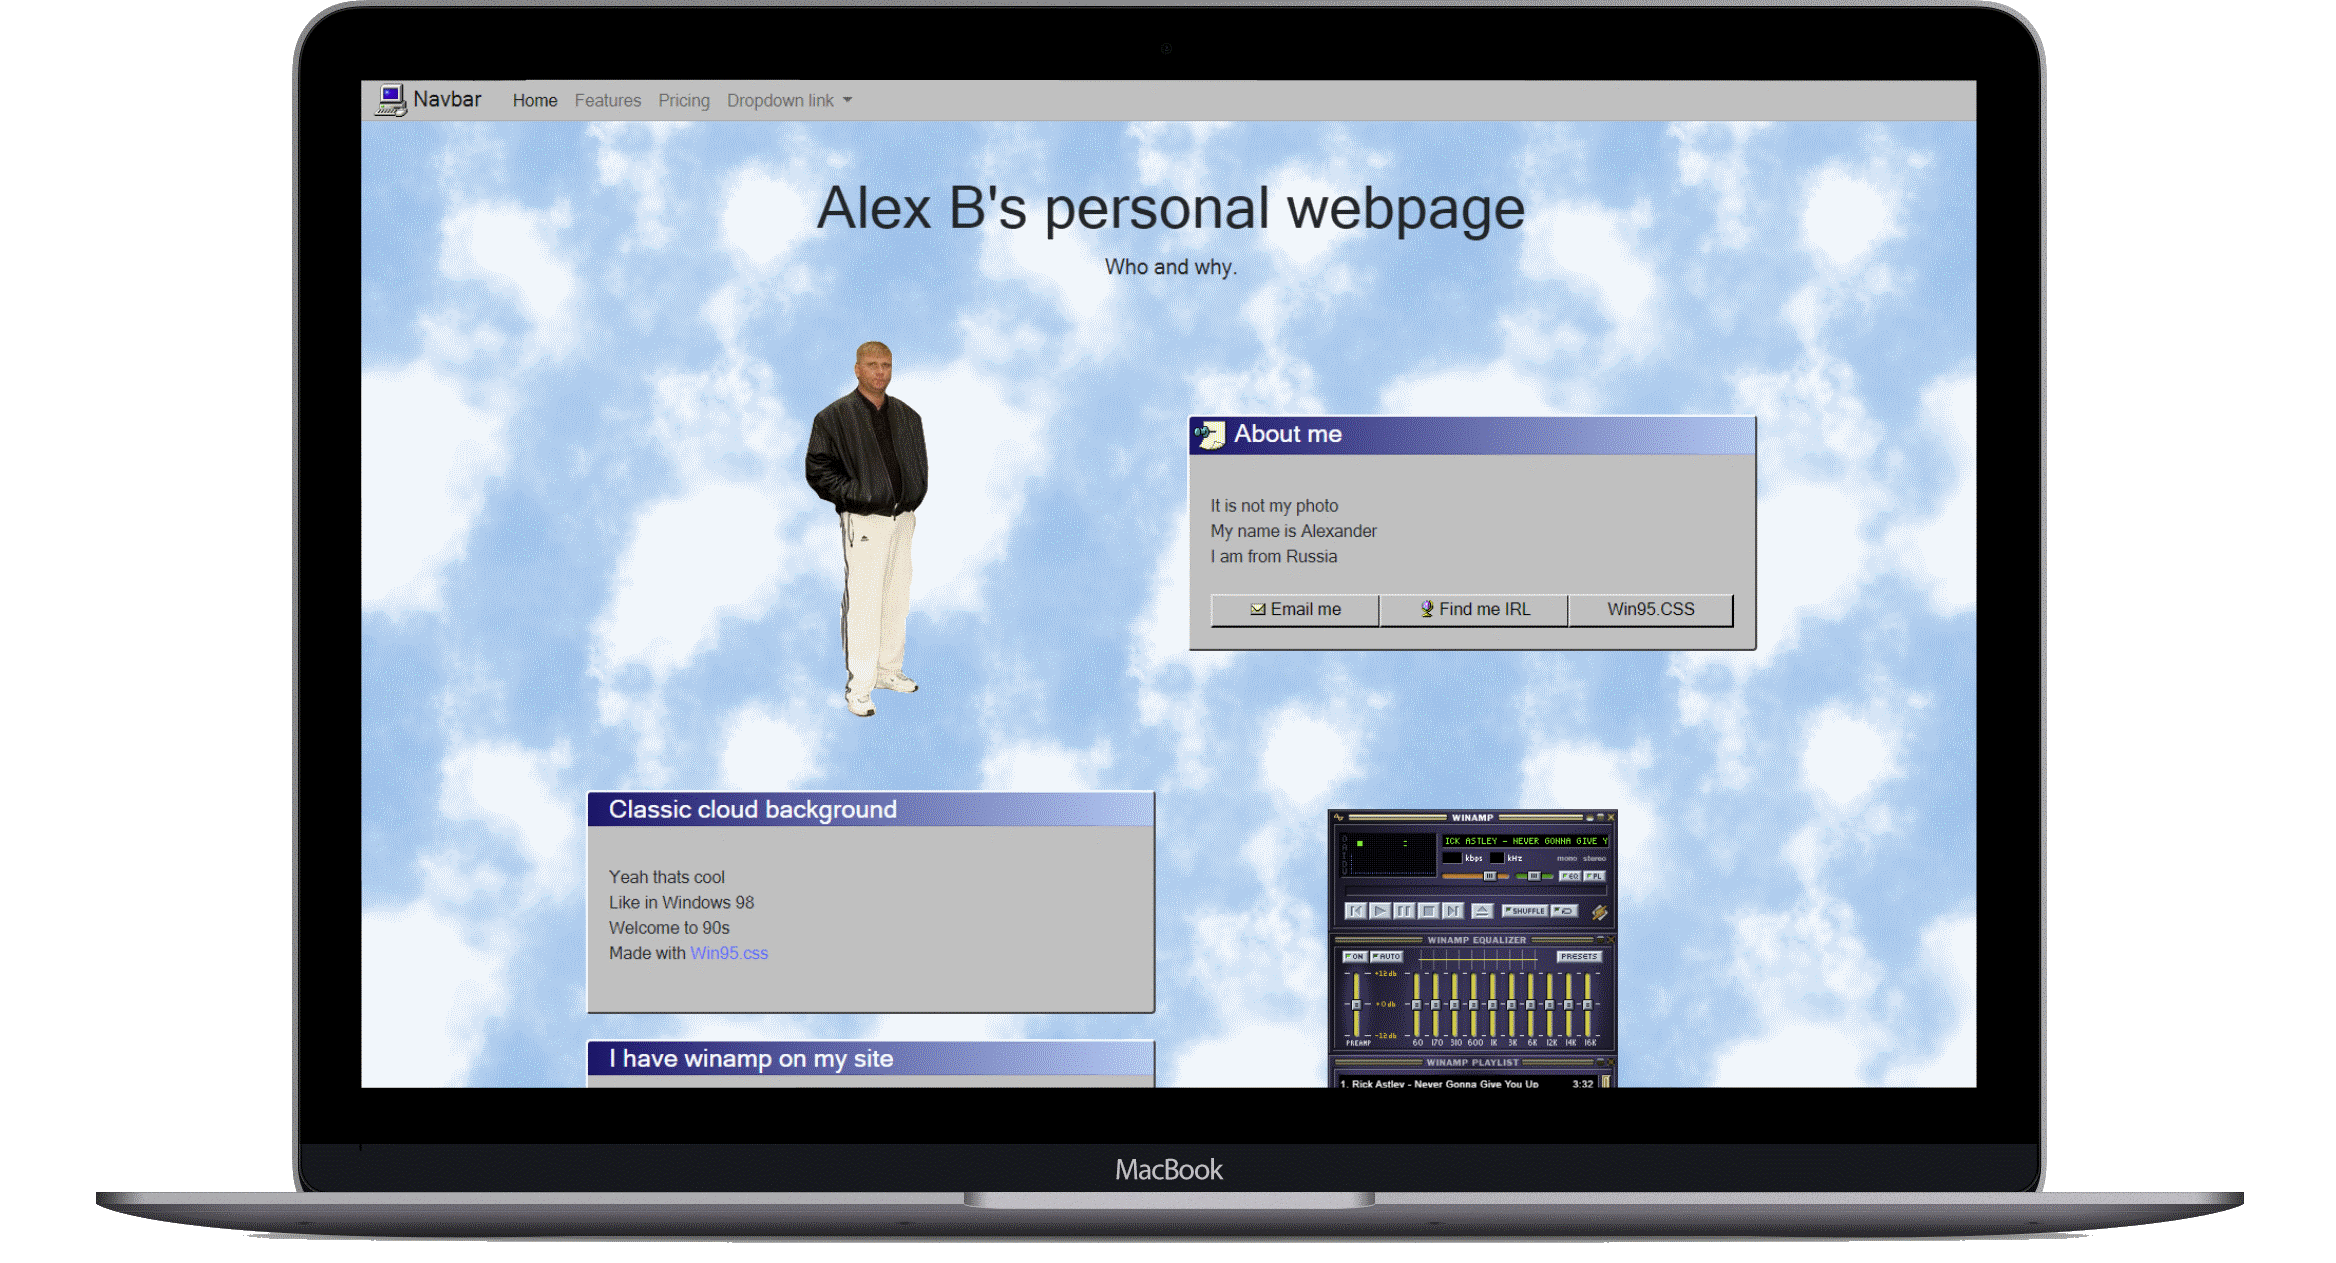 Navbar Home Features Pricing Dropdown link
Alex B's personal webpage
Who and why.
About me
It is not my photo
My name is Alexander
I am from Russia
Email me Find me IRL Win95.CSS
Classic cloud background
Yeah thats cool
Like in Windows 98
Welcome to 90s
Made with Win95.css
I have winamp on my site
WINAMP
ICK ASTLEY - NEVER GONNA GIVE Y
kbps kHz mono stereo
EQ PL
SHUFFLE
WINAMP EQUALIZER
ON AUTO PRESETS
+12 db
+0 db
-12 db
PREAMP 60 170 310 600 1K 3K 6K 12K 14K 16K
WINAMP PLAYLIST
1. Rick Astley - Never Gonna Give You Up 3:32
MacBook